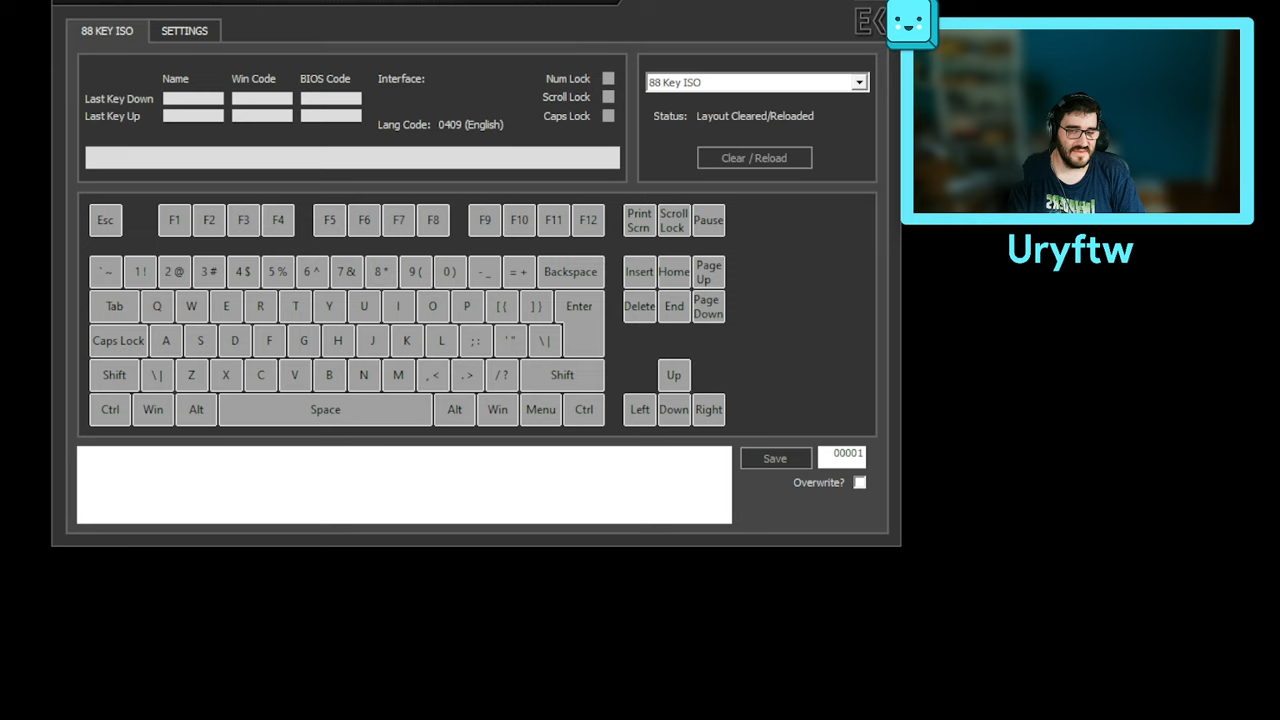 88 KEY ISO
SETTINGS
EK
Name
Win Code
BIOS Code
Interface:
Last Key Down
Last Key Up
Lang Code: 0409 (English)
Num Lock
Scroll Lock
Caps Lock
88 Key ISO
Status: Layout Cleared/Reloaded
Clear / Reload
Esc F1 F2 F3 F4 F5 F6 F7 F8 F9 F10 F11 F12 Print Scrn Scroll Lock Pause
` ~ 1 ! 2 @ 3 # 4 $ 5 % 6 ^ 7 & 8 * 9 ( 0 ) - _ = + Backspace Insert Home Page Up
Tab Q W E R T Y U I O P [ { ] } Enter Delete End Page Down
Caps Lock A S D F G H J K L ; : ' " \ |
Shift \ | Z X C V B N M , < . > / ? Shift Up
Ctrl Win Alt Space Alt Win Menu Ctrl Left Down Right
Save
00001
Overwrite?
Uryftw